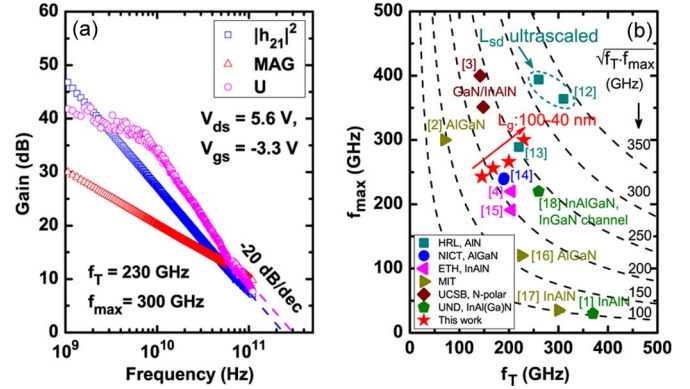 (a)
|h21|²
MAG
U
Vds = 5.6 V,
Vgs = -3.3 V
fT = 230 GHz
fmax = 300 GHz
-20 dB/dec
Gain (dB)
50
40
30
20
10
0
10⁹
10¹⁰
10¹¹
Frequency (Hz)
(b)
Lsd ultrascaled
√fT·fmax
(GHz)
[3]
GaN/InAlN
[12]
Lg:100-40 nm
[2] AlGaN
[13]
350
[14]
[4]
[18] InAlGaN,
InGaN channel
300
[15]
250
[16] AlGaN
200
[17] InAlN
[1] InAlN
150
100
HRL, AlN
NICT, AlGaN
ETH, InAlN
MIT
UCSB, N-polar
UND, InAl(Ga)N
This work
fmax (GHz)
500
400
300
200
100
0
0
100
200
300
400
500
fT (GHz)